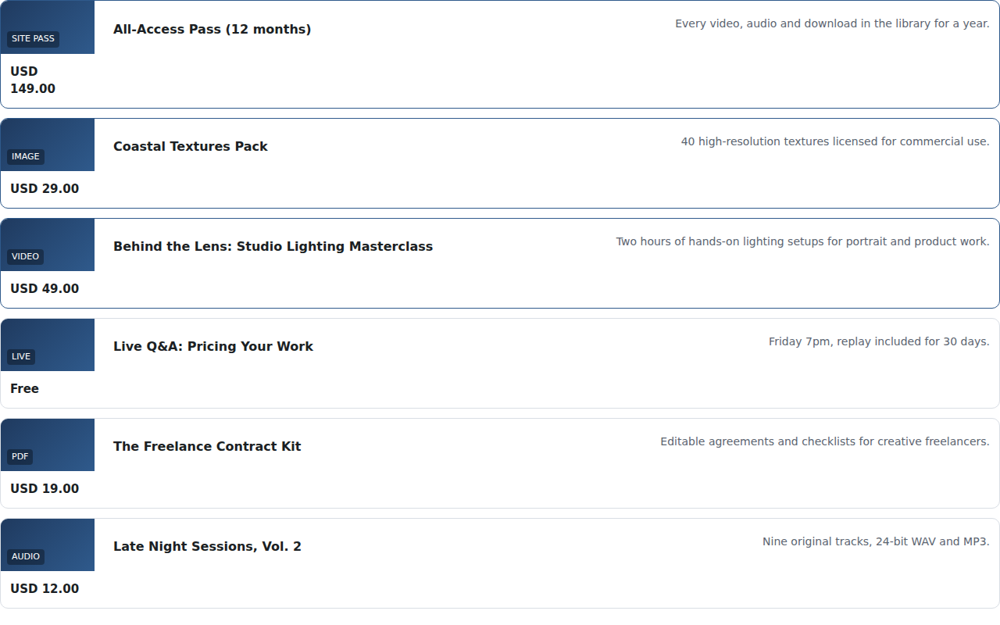 SITE PASS
All-Access Pass (12 months)
Every video, audio and download in the library for a year.
USD
149.00
IMAGE
Coastal Textures Pack
40 high-resolution textures licensed for commercial use.
USD 29.00
VIDEO
Behind the Lens: Studio Lighting Masterclass
Two hours of hands-on lighting setups for portrait and product work.
USD 49.00
LIVE
Live Q&A: Pricing Your Work
Friday 7pm, replay included for 30 days.
Free
PDF
The Freelance Contract Kit
Editable agreements and checklists for creative freelancers.
USD 19.00
AUDIO
Late Night Sessions, Vol. 2
Nine original tracks, 24-bit WAV and MP3.
USD 12.00